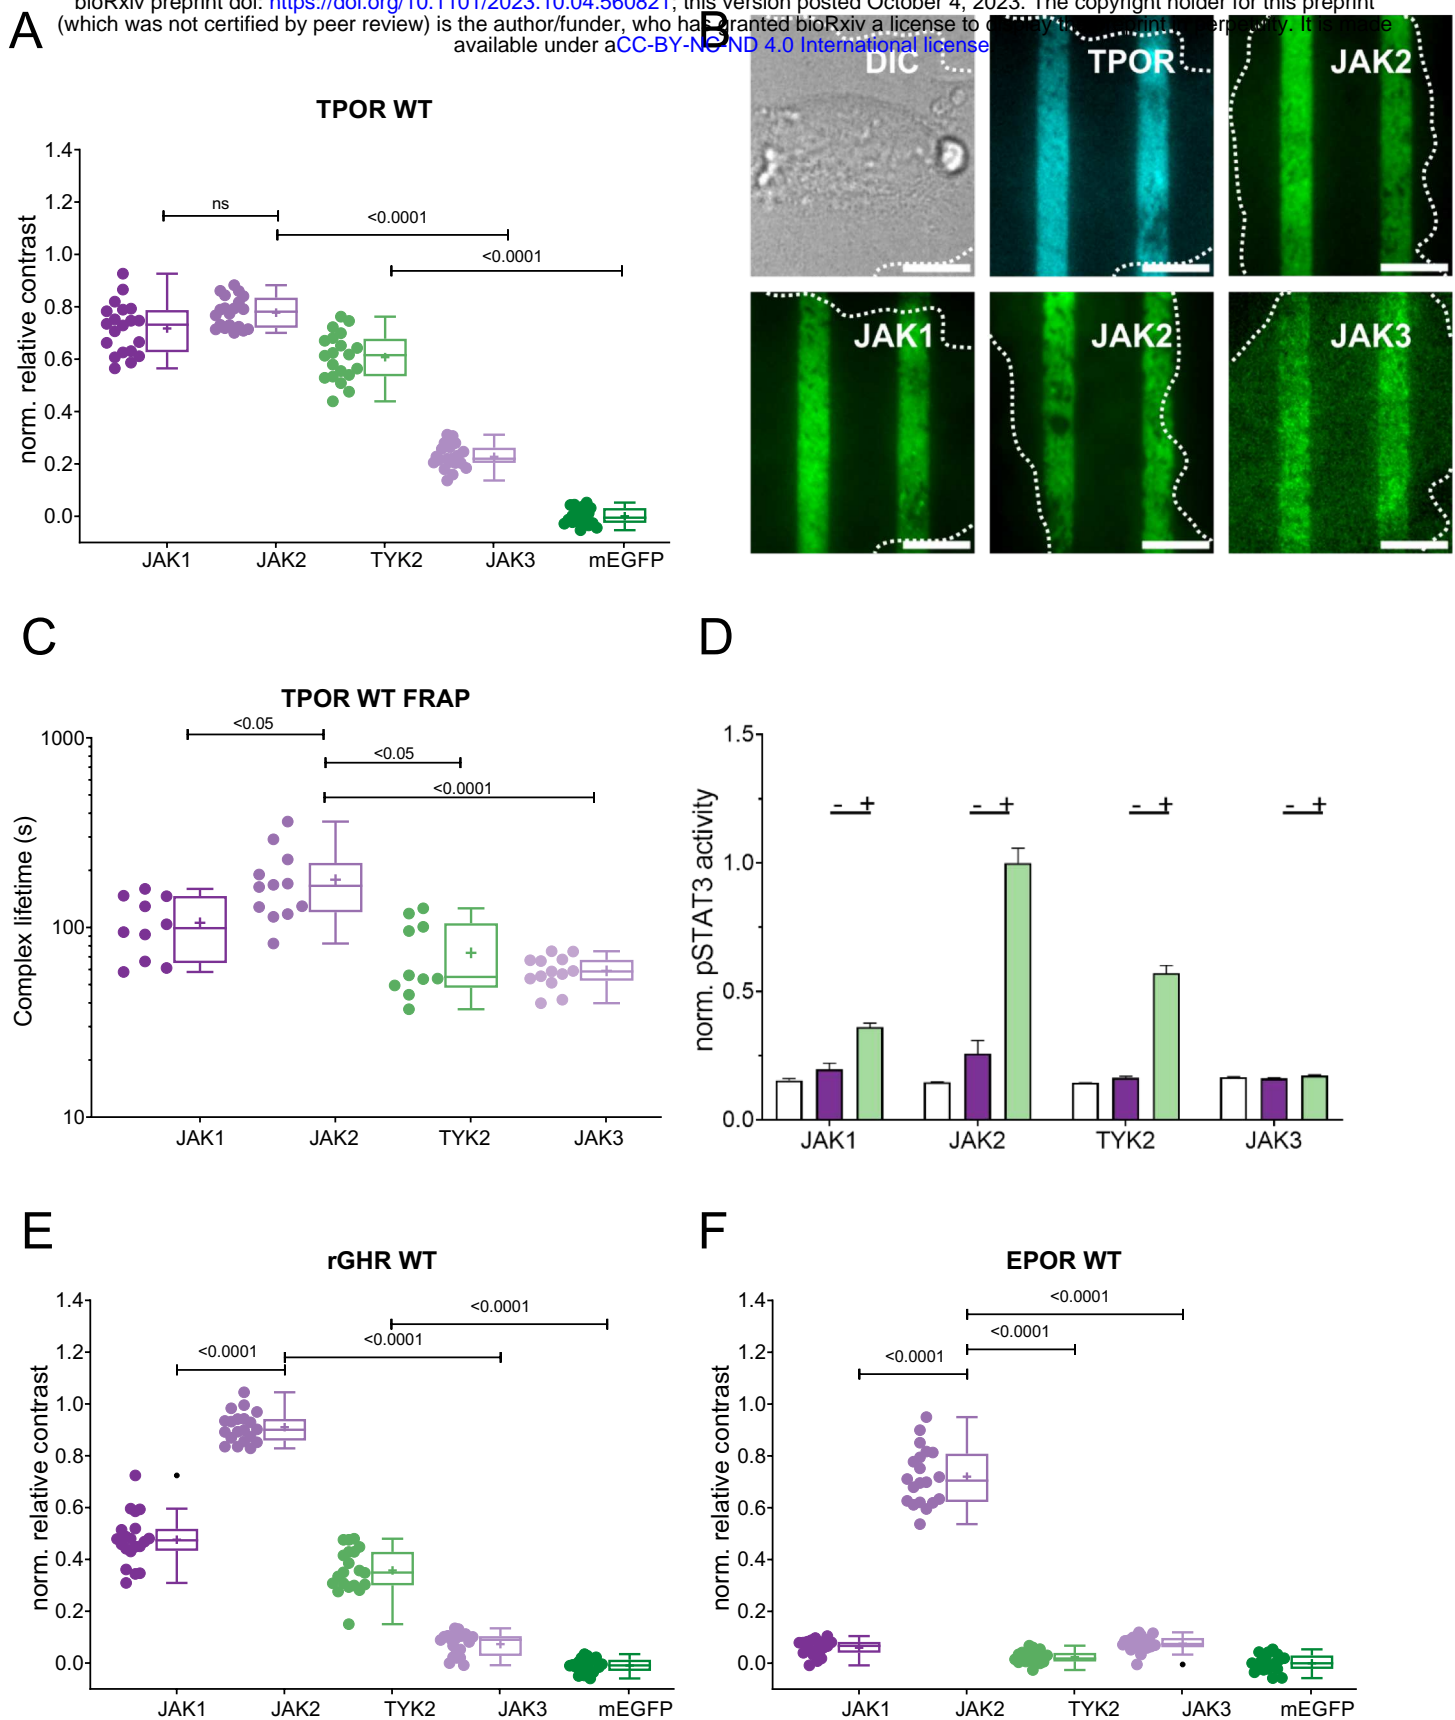 bioRxiv preprint doi: https://doi.org/10.1101/2023.10.04.560821; this version posted October 4, 2023. The copyright holder for this preprint
(which was not certified by peer review) is the author/funder, who has granted bioRxiv a license to display the preprint in perpetuity. It is made
available under aCC-BY-NC-ND 4.0 International license
A
TPOR WT
norm. relative contrast
1.4
1.2
1.0
0.8
0.6
0.4
0.2
0.0
ns
<0.0001
<0.0001
JAK1 JAK2 TYK2 JAK3 mEGFP
B
DIC TPOR JAK2
JAK1 JAK2 JAK3
C
TPOR WT FRAP
Complex lifetime (s)
1000
100
10
<0.05
<0.05
<0.0001
JAK1 JAK2 TYK2 JAK3
D
norm. pSTAT3 activity
1.5
1.0
0.5
0.0
- + - + - + - +
JAK1 JAK2 TYK2 JAK3
E
rGHR WT
norm. relative contrast
1.4
1.2
1.0
0.8
0.6
0.4
0.2
0.0
<0.0001
<0.0001
<0.0001
JAK1 JAK2 TYK2 JAK3 mEGFP
F
EPOR WT
norm. relative contrast
1.4
1.2
1.0
0.8
0.6
0.4
0.2
0.0
<0.0001
<0.0001
<0.0001
JAK1 JAK2 TYK2 JAK3 mEGFP